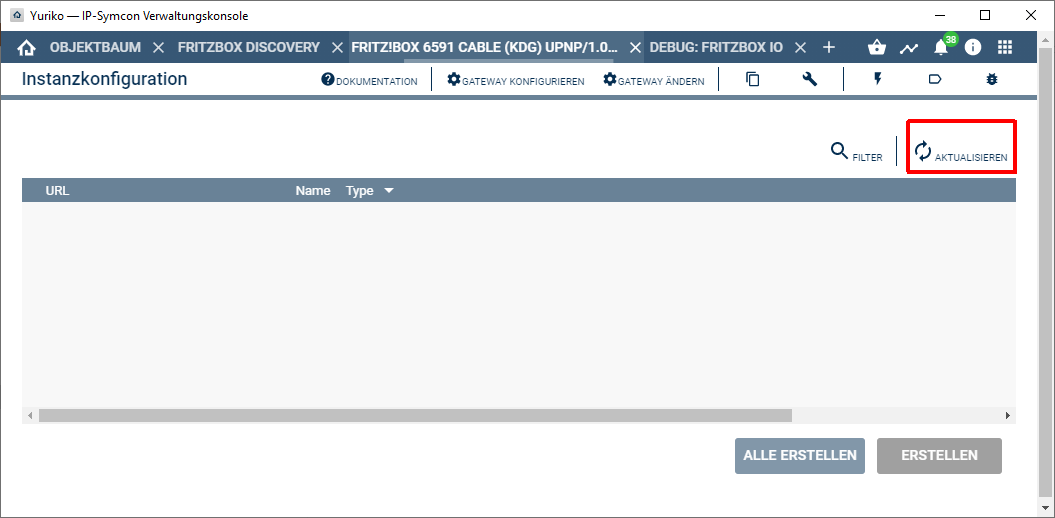 Yuriko — IP-Symcon Verwaltungskonsole
OBJEKTBAUM FRITZBOX DISCOVERY FRITZ!BOX 6591 CABLE (KDG) UPNP/1.0... DEBUG: FRITZBOX IO 38
Instanzkonfiguration DOKUMENTATION GATEWAY KONFIGURIEREN GATEWAY ÄNDERN
FILTER AKTUALISIEREN
URL Name Type
ALLE ERSTELLEN ERSTELLEN